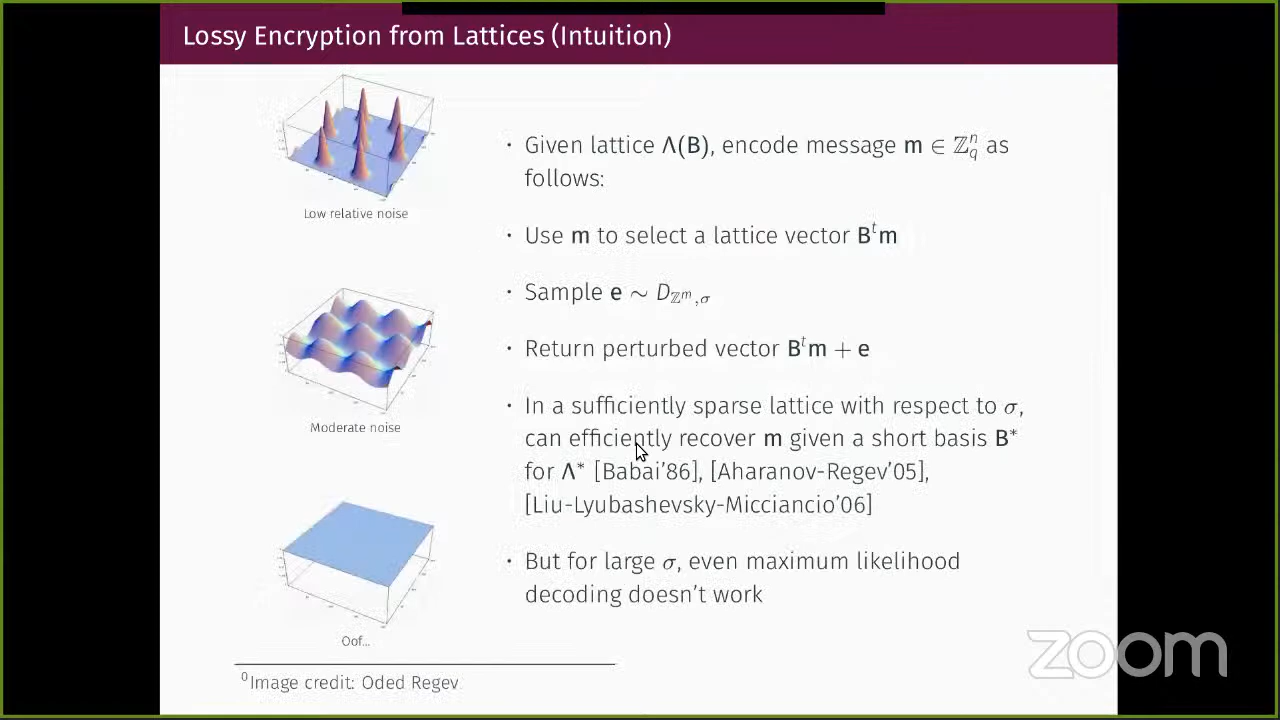 Lossy Encryption from Lattices (Intuition)
Low relative noise
Moderate noise
Oof...
· Given lattice Λ(B), encode message m ∈ ℤ_q^n as
follows:
· Use m to select a lattice vector B^t m
· Sample e ∼ D_{ℤ^m,σ}
· Return perturbed vector B^t m + e
· In a sufficiently sparse lattice with respect to σ,
can efficiently recover m given a short basis B*
for Λ* [Babai'86], [Aharanov-Regev'05],
[Liu-Lyubashevsky-Micciancio'06]
· But for large σ, even maximum likelihood
decoding doesn't work
⁰Image credit: Oded Regev
zoom